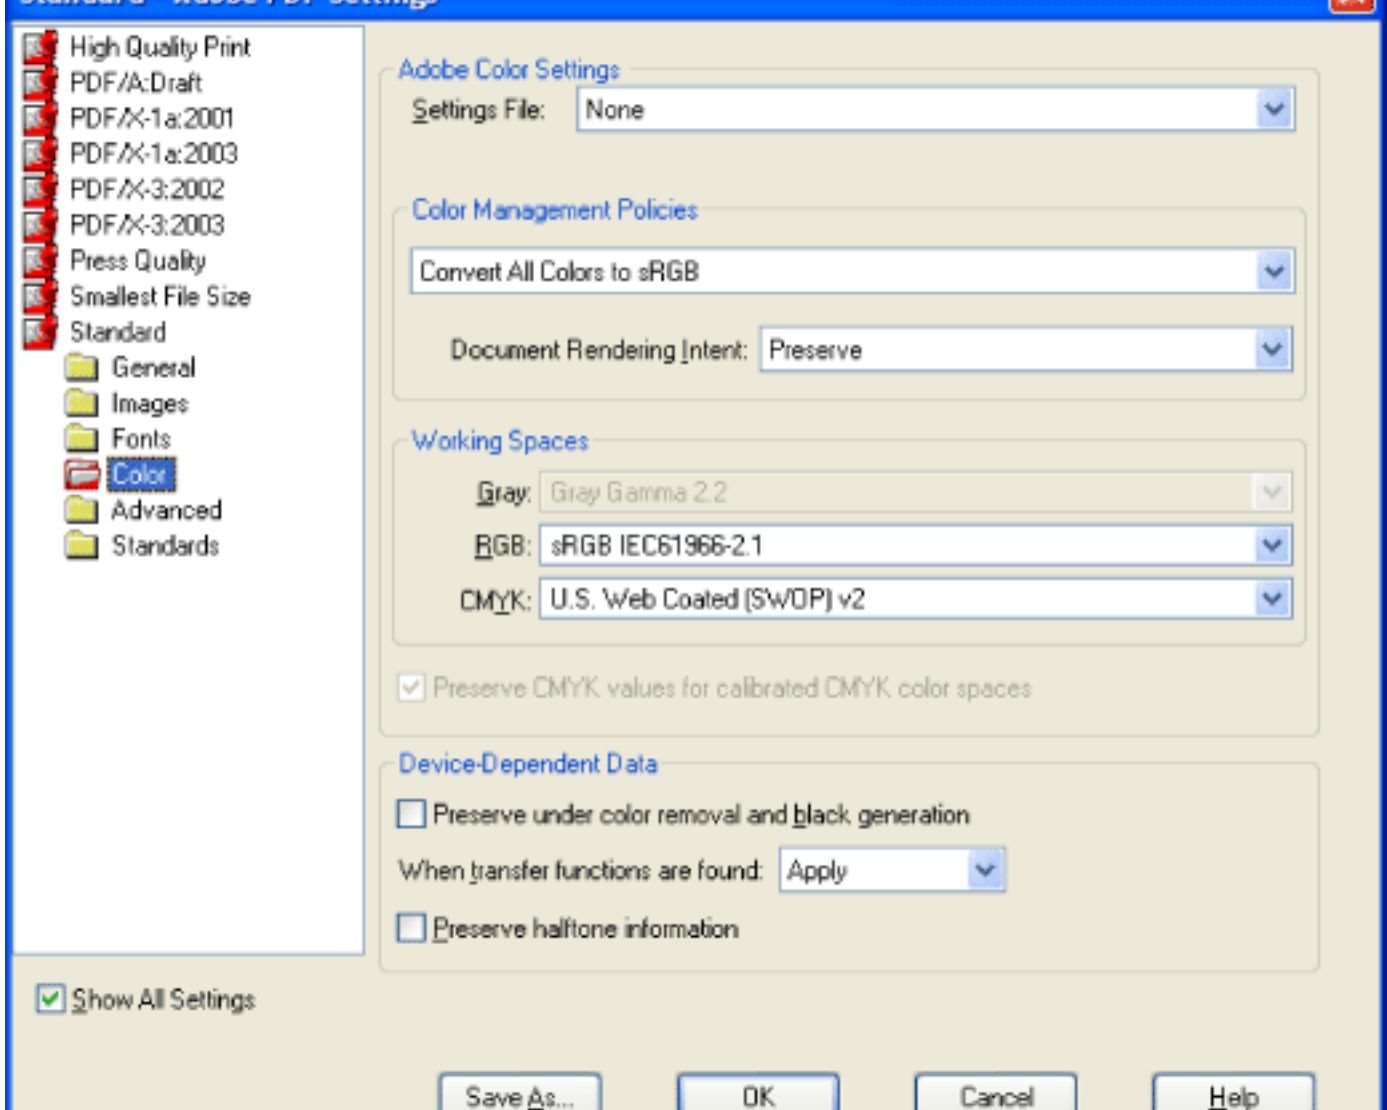 Standard - Adobe PDF Settings
High Quality Print
PDF/A:Draft
PDF/X-1a:2001
PDF/X-1a:2003
PDF/X-3:2002
PDF/X-3:2003
Press Quality
Smallest File Size
Standard
General
Images
Fonts
Color
Advanced
Standards
Show All Settings
Adobe Color Settings
Settings File: None
Color Management Policies
Convert All Colors to sRGB
Document Rendering Intent: Preserve
Working Spaces
Gray: Gray Gamma 2.2
RGB: sRGB IEC61966-2.1
CMYK: U.S. Web Coated (SWOP) v2
Preserve CMYK values for calibrated CMYK color spaces
Device-Dependent Data
Preserve under color removal and black generation
When transfer functions are found: Apply
Preserve halftone information
Save As... OK Cancel Help